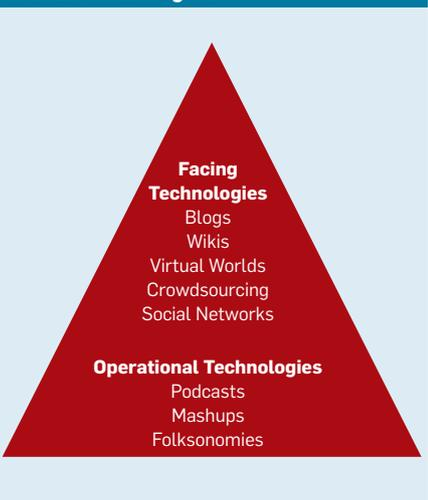 Facing
Technologies
Blogs
Wikis
Virtual Worlds
Crowdsourcing
Social Networks
Operational Technologies
Podcasts
Mashups
Folksonomies